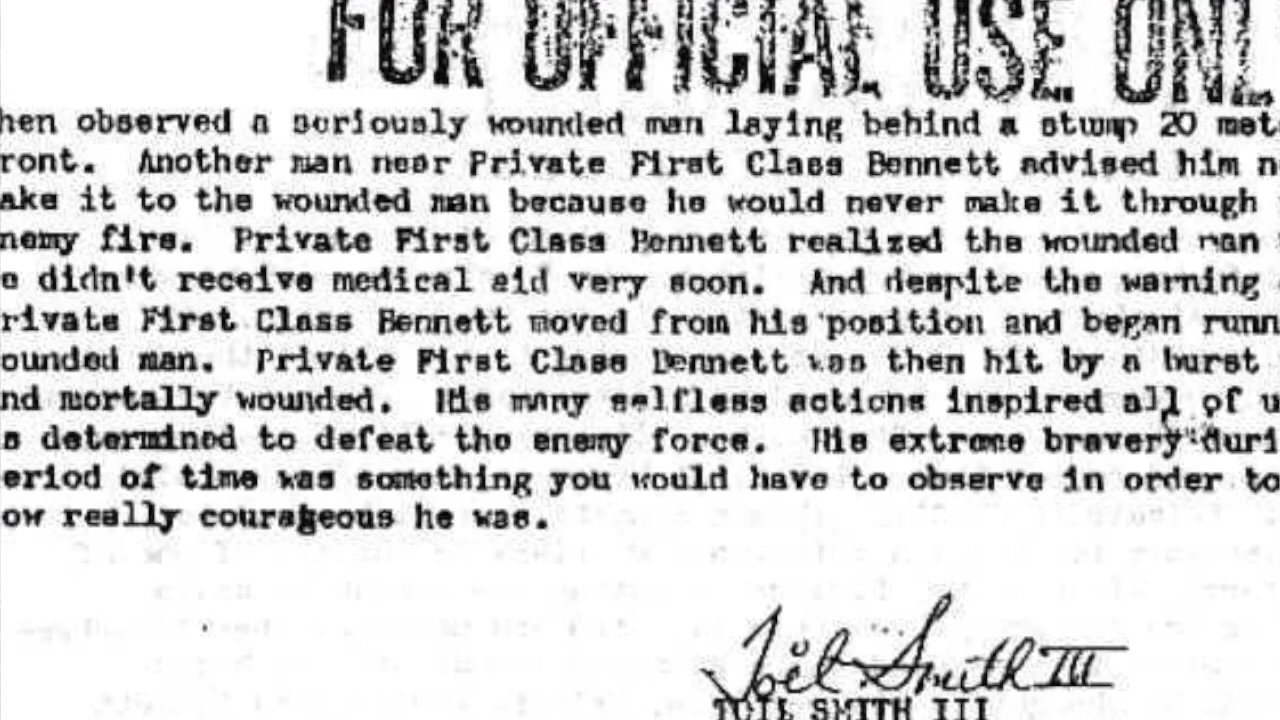 FOR OFFICIAL USE ONL
hen observed a seriously wounded man laying behind a stump 20 met
ront. Another man near Private First Class Bennett advised him n
ake it to the wounded man because he would never make it through
nemy fire. Private First Class Bennett realized the wounded man
e didn't receive medical aid very soon. And despite the warning
rivate First Class Bennett moved from his position and began runn
ounded man. Private First Class Bennett was then hit by a burst
nd mortally wounded. His many selfless actions inspired all of u
s determined to defeat the enemy force. His extreme bravery duri
eriod of time was something you would have to observe in order to
ow really courageous he was.
Joel Smith III
SMITH III